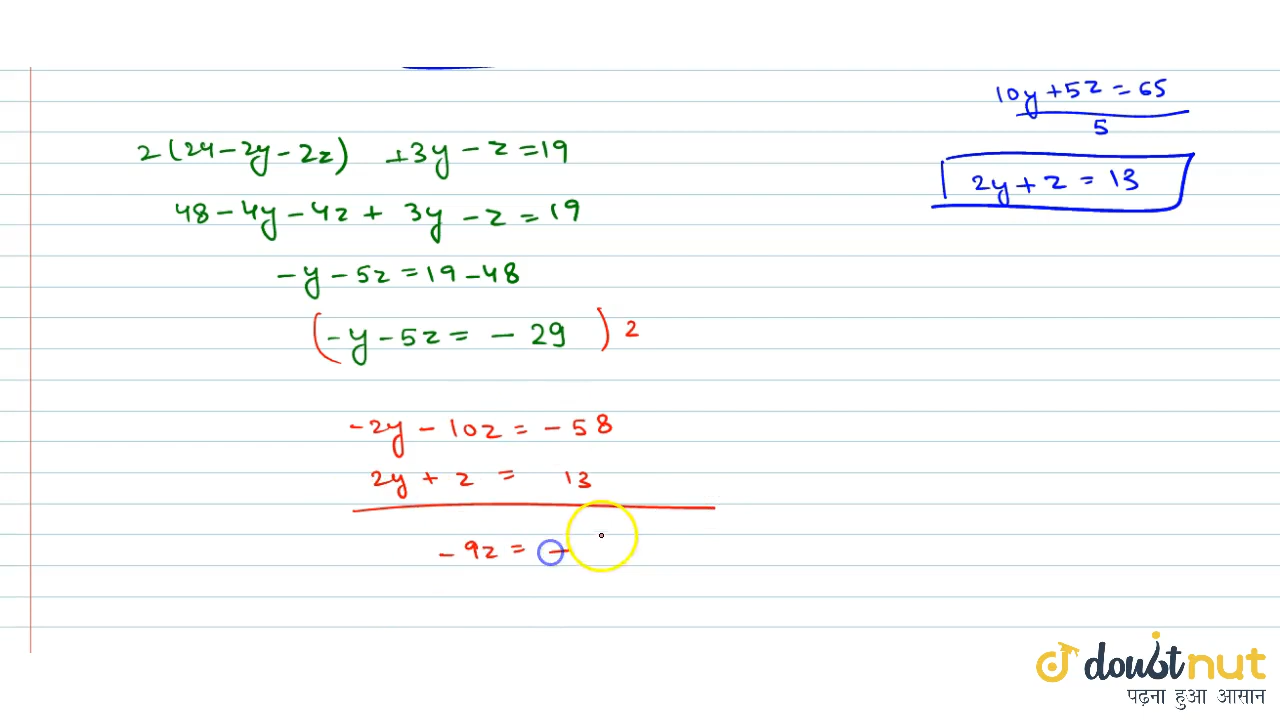 2(24-2y-2z) +3y-z=19
48-4y-4z+3y-z=19
-y-5z=19-48
(-y-5z=-29)2
-2y-10z=-58
2y+z=13
-9z=-
10y+5z=65
5
2y+z=13
doubtnut
पढ़ना हुआ आसान